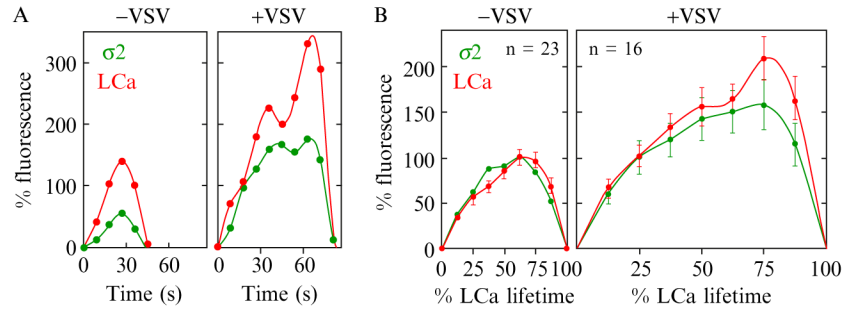 A
−VSV
+VSV
σ2
LCa
% fluorescence
300
200
100
0
0 30 60
0 30 60
Time (s)
Time (s)
B
−VSV
+VSV
σ2
LCa
n = 23
n = 16
% fluorescence
200
150
100
50
0
0 25 50 75 100
0 25 50 75 100
% LCa lifetime
% LCa lifetime